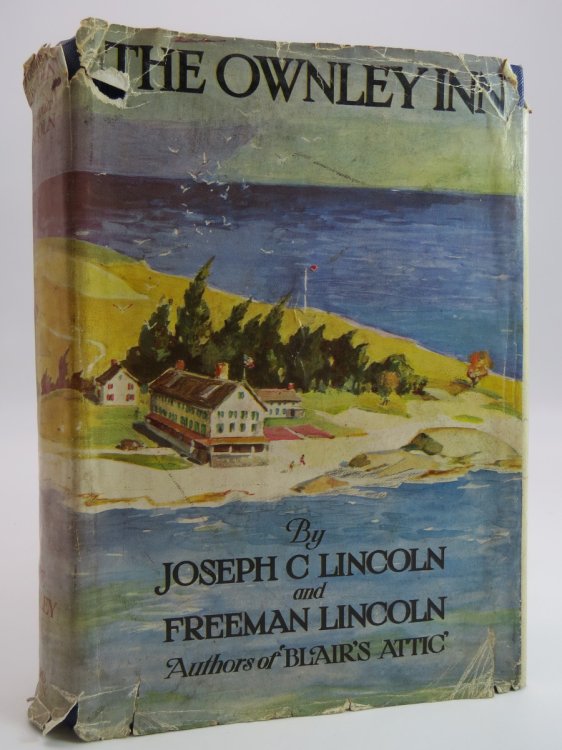 THE OWNLEY INN
By
JOSEPH C LINCOLN
and
FREEMAN LINCOLN
Authors of 'BLAIR'S ATTIC'